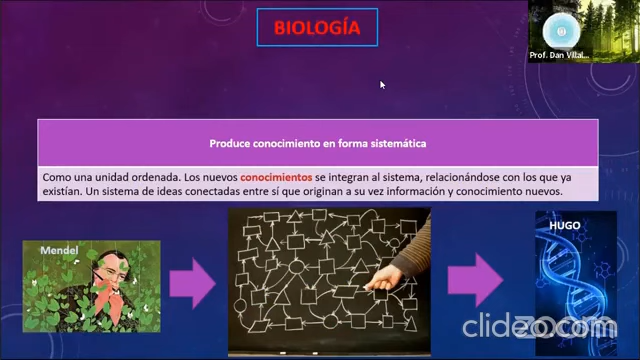 BIOLOGÍA
Prof. Dan Villal...
Produce conocimiento en forma sistemática
Como una unidad ordenada. Los nuevos conocimientos se integran al sistema, relacionándose con los que ya
existían. Un sistema de ideas conectadas entre sí que originan a su vez información y conocimiento nuevos.
Mendel
HUGO
clideo.com
zoom